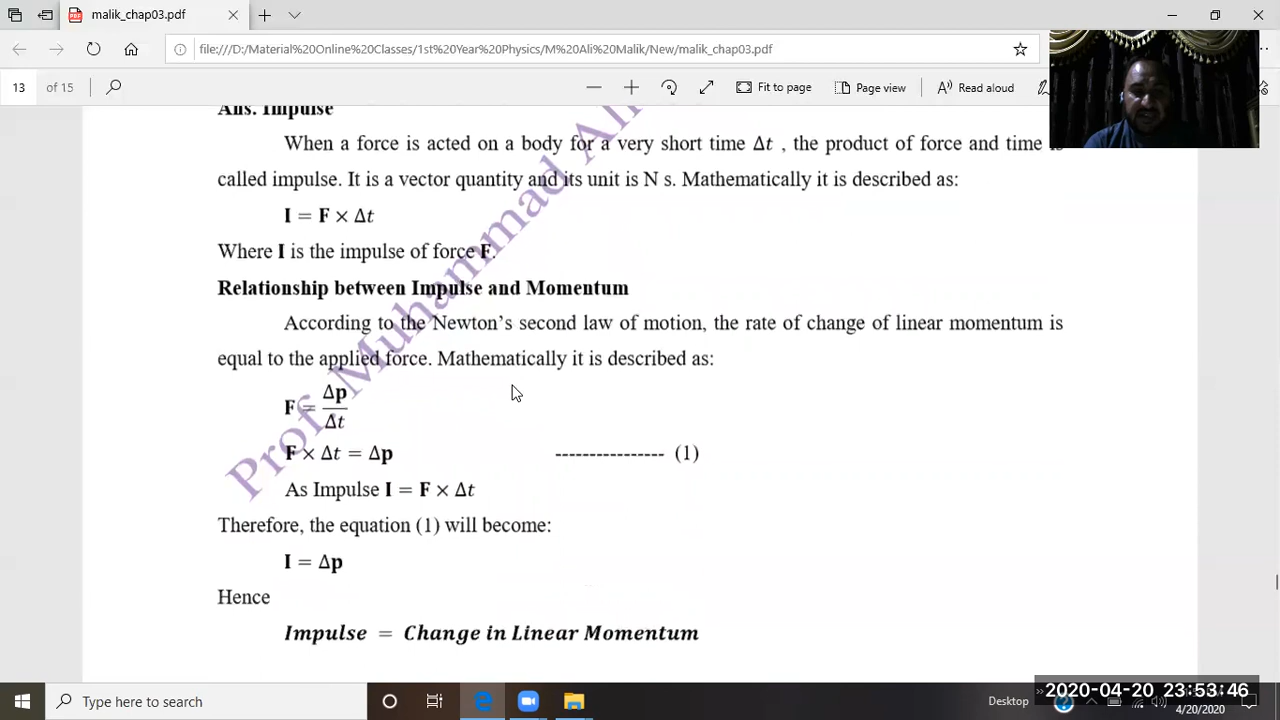 malik_chap03.pdf
file:///D:/Material%20Online%20Classes/1st%20Year%20Physics/M%20Ali%20Malik/New/malik_chap03.pdf
13 of 15 Fit to page Page view Read aloud
Ans. Impulse
When a force is acted on a body for a very short time Δt , the product of force and time is
called impulse. It is a vector quantity and its unit is N s. Mathematically it is described as:
I = F × Δt
Where I is the impulse of force F.
Relationship between Impulse and Momentum
According to the Newton's second law of motion, the rate of change of linear momentum is
equal to the applied force. Mathematically it is described as:
F = Δp
Δt
F × Δt = Δp ---------------- (1)
As Impulse I = F × Δt
Therefore, the equation (1) will become:
I = Δp
Hence
Impulse = Change in Linear Momentum
Prof. Muhammad Ali
Type here to search
Desktop
2020-04-20 23:53:46
4/20/2020